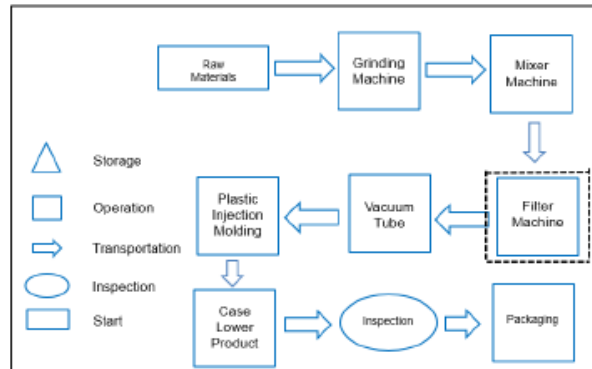 Raw
Materials
Grinding
Machine
Mixer
Machine
Storage
Operation
Transportation
Inspection
Start
Plastic
Injection
Molding
Vacuum
Tube
Filter
Machine
Case
Lower
Product
Inspection
Packaging